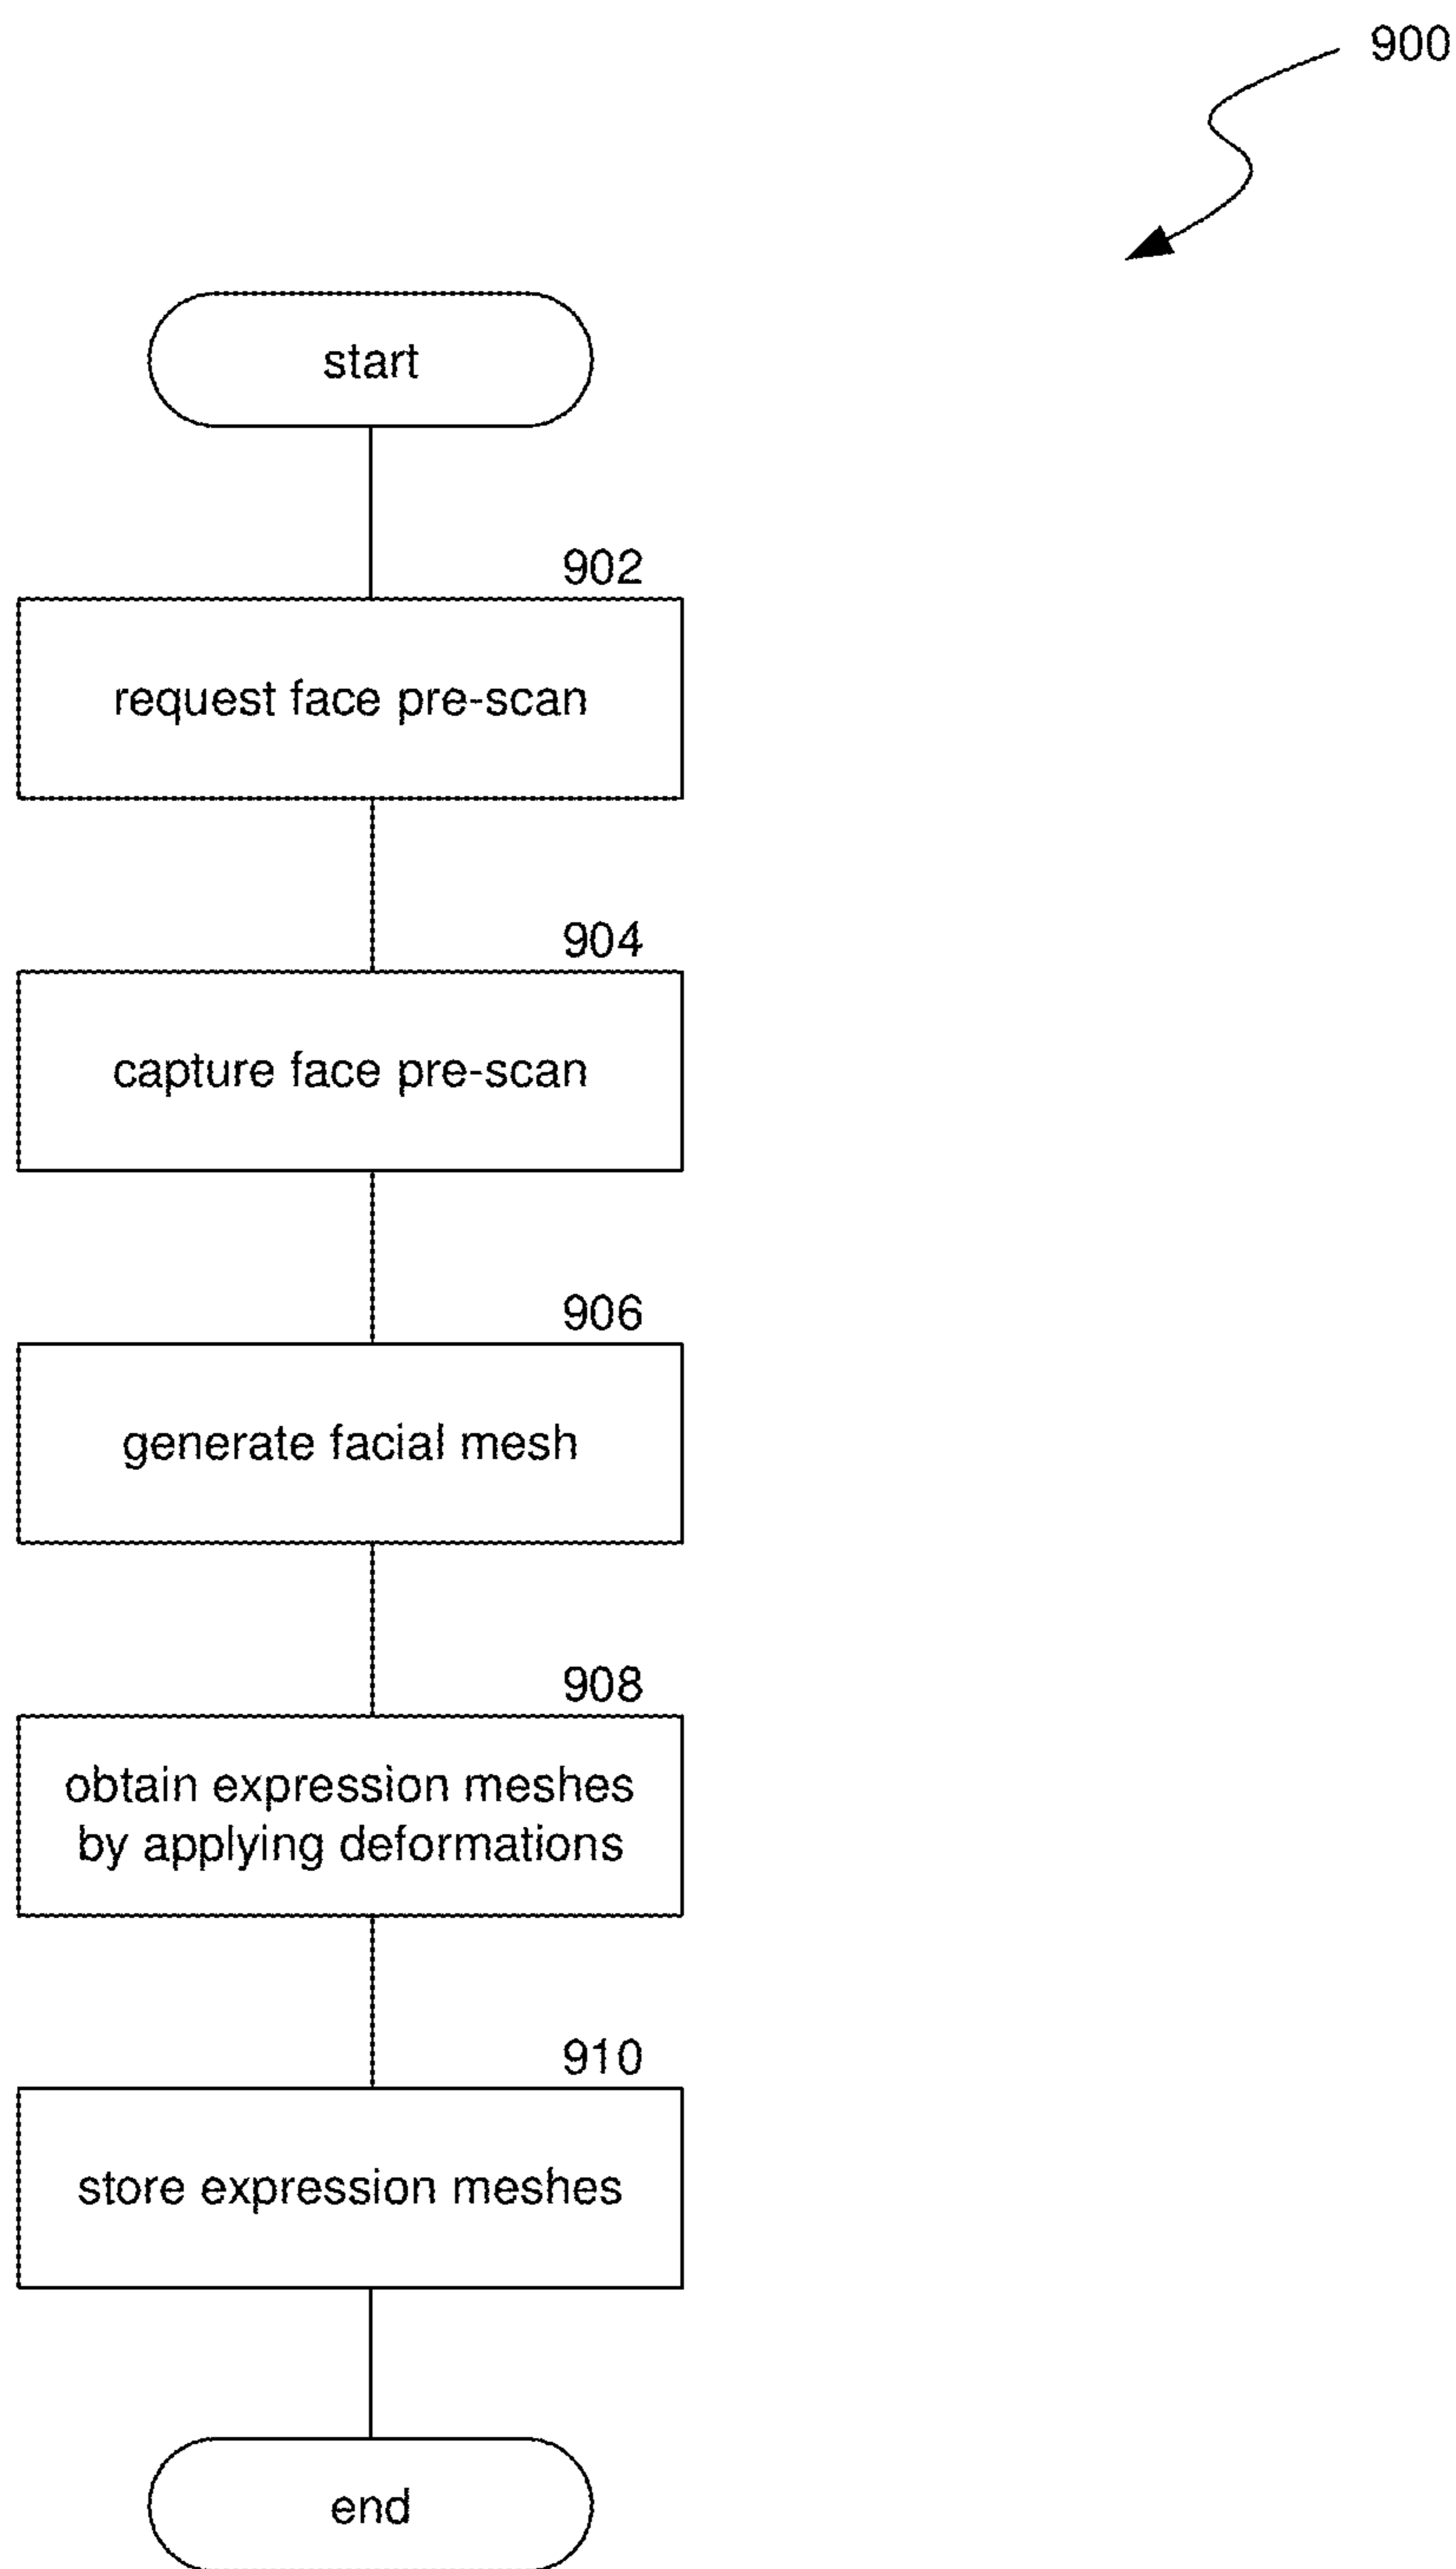 900
start
902
request face pre-scan
904
capture face pre-scan
906
generate facial mesh
908
obtain expression meshes
by applying deformations
910
store expression meshes
end